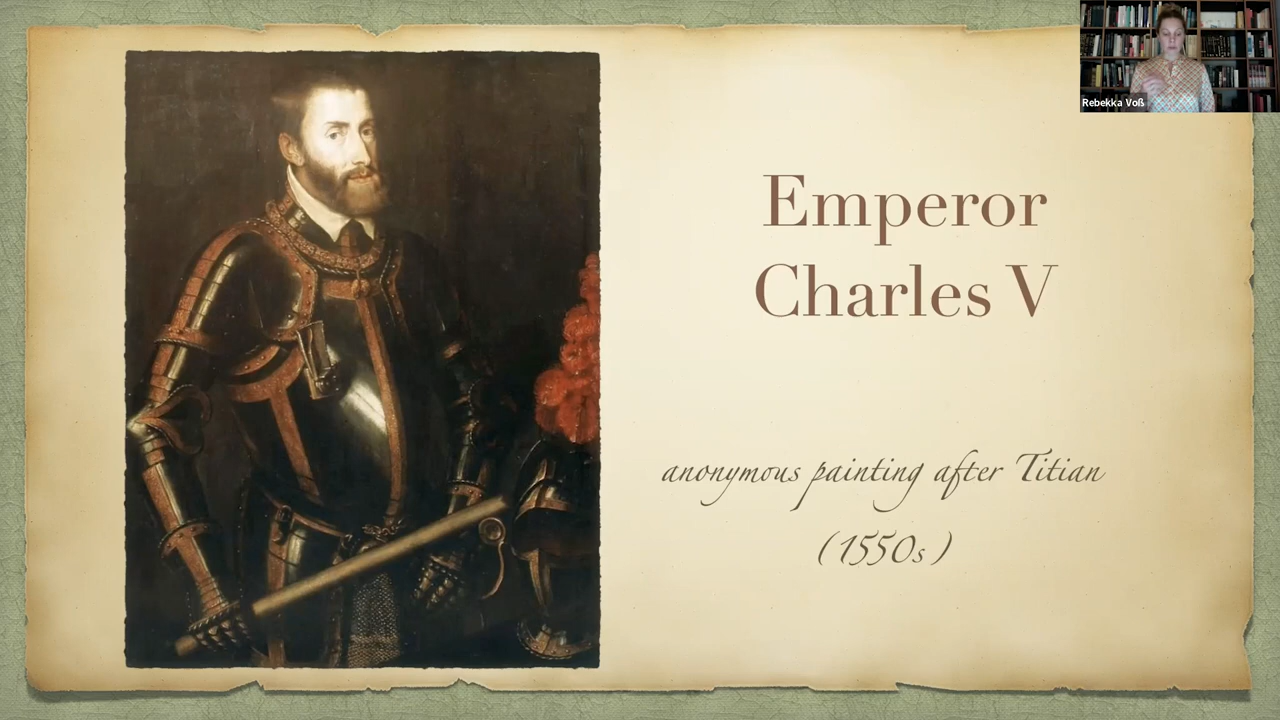 Rebekka Voß
Emperor
Charles V
anonymous painting after Titian
(1550s)